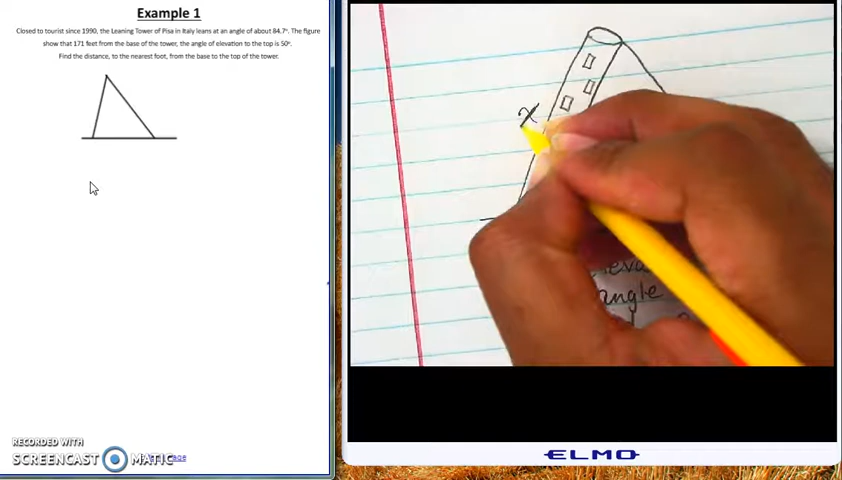 Example 1
Closed to tourist since 1990, the Leaning Tower of Pisa in Italy leans at an angle of about 84.7º. The figure
show that 171 feet from the base of the tower, the angle of elevation to the top is 50º.
Find the distance, to the nearest foot, from the base to the top of the tower.
x
angle
RECORDED WITH
SCREENCAST MATIC
ELMO